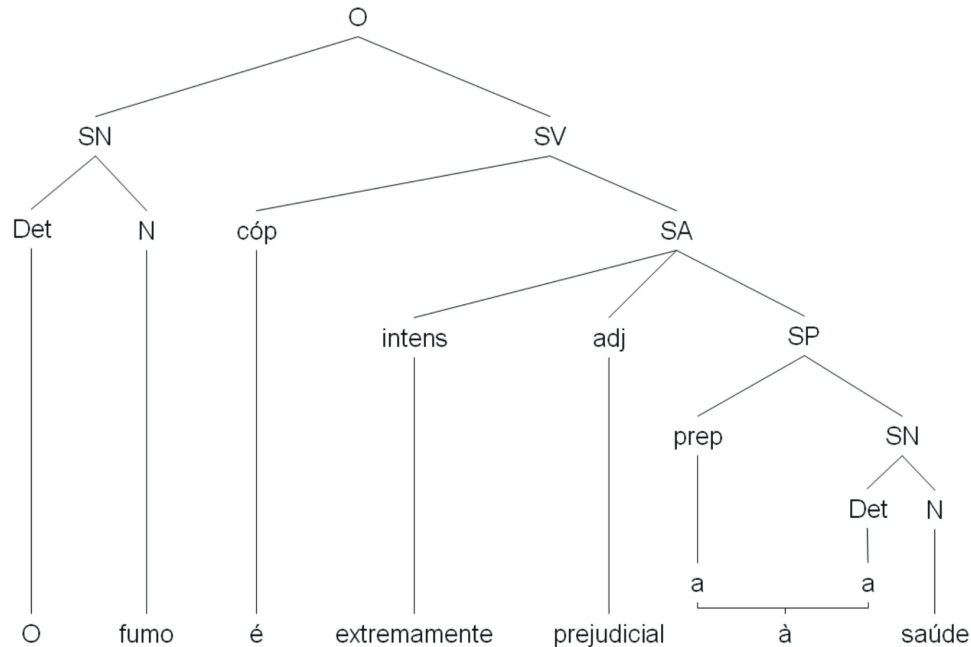 O
SN SV
Det N cóp SA
intens adj SP
prep SN
Det N
a a
O fumo é extremamente prejudicial à saúde